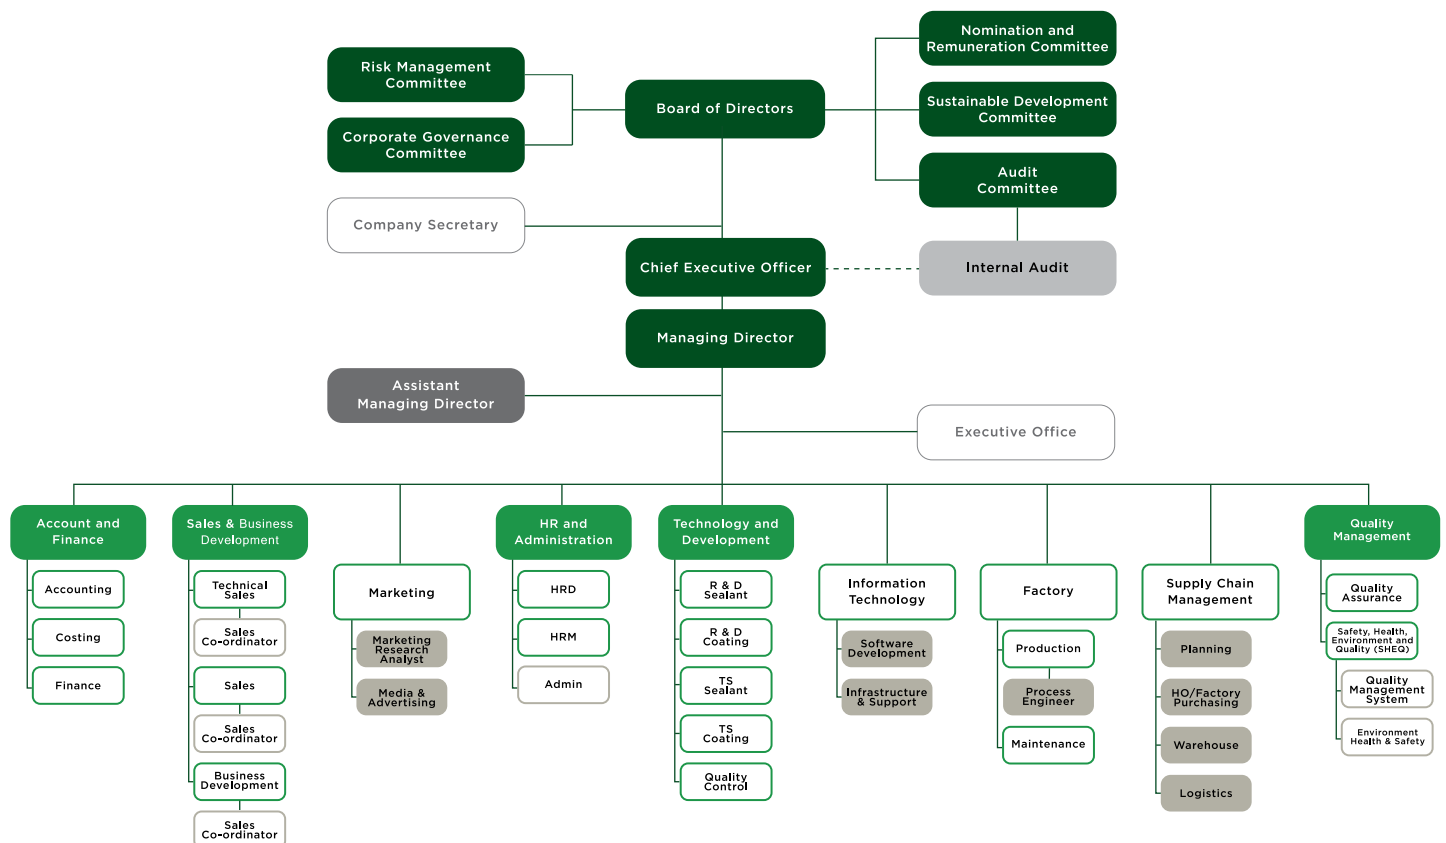 Nomination and
Remuneration Committee
Risk Management
Committee
Board of Directors
Sustainable Development
Committee
Corporate Governance
Committee
Audit
Committee
Company Secretary
Chief Executive Officer
Internal Audit
Managing Director
Assistant
Managing Director
Executive Office
Account and
Finance
Accounting
Costing
Finance
Sales & Business
Development
Technical
Sales
Sales
Co-ordinator
Sales
Sales
Co-ordinator
Business
Development
Sales
Co-ordinator
Marketing
Marketing
Research
Analyst
Media &
Advertising
HR and
Administration
HRD
HRM
Admin
Technology and
Development
R & D
Sealant
R & D
Coating
TS
Sealant
TS
Coating
Quality
Control
Information
Technology
Software
Development
Infrastructure
& Support
Factory
Production
Process
Engineer
Maintenance
Supply Chain
Management
Planning
HO/Factory
Purchasing
Warehouse
Logistics
Quality
Management
Quality
Assurance
Safety, Health,
Environment and
Quality (SHEQ)
Quality
Management
System
Environment
Health & Safety